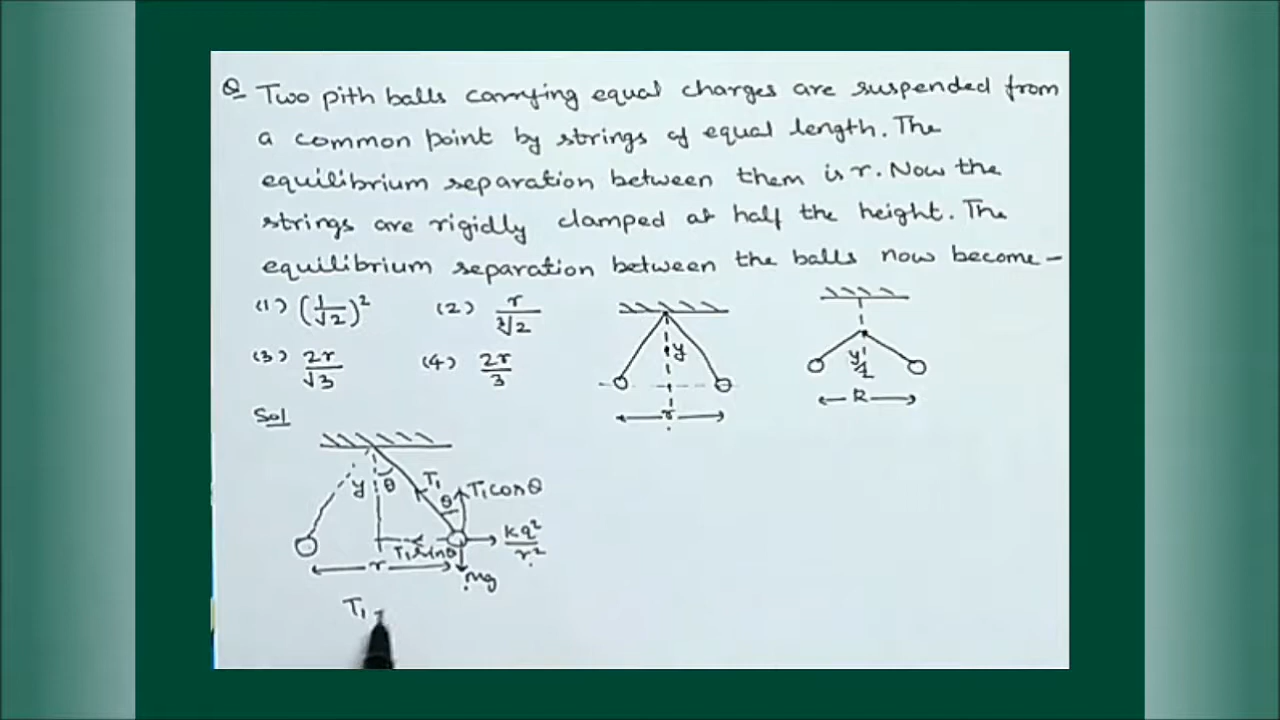 Q Two pith balls carrying equal charges are suspended from
a common point by strings of equal length. The
equilibrium separation between them is r. Now the
strings are rigidly clamped at half the height. The
equilibrium separation between the balls now become –
(1) (1/√2)²
(2) r/∛2
(3) 2r/√3
(4) 2r/3
y
r
y/2
R
Sol
y θ T₁ θ T₁cosθ
T₁sinθ kq²/r²
r mg
T₁